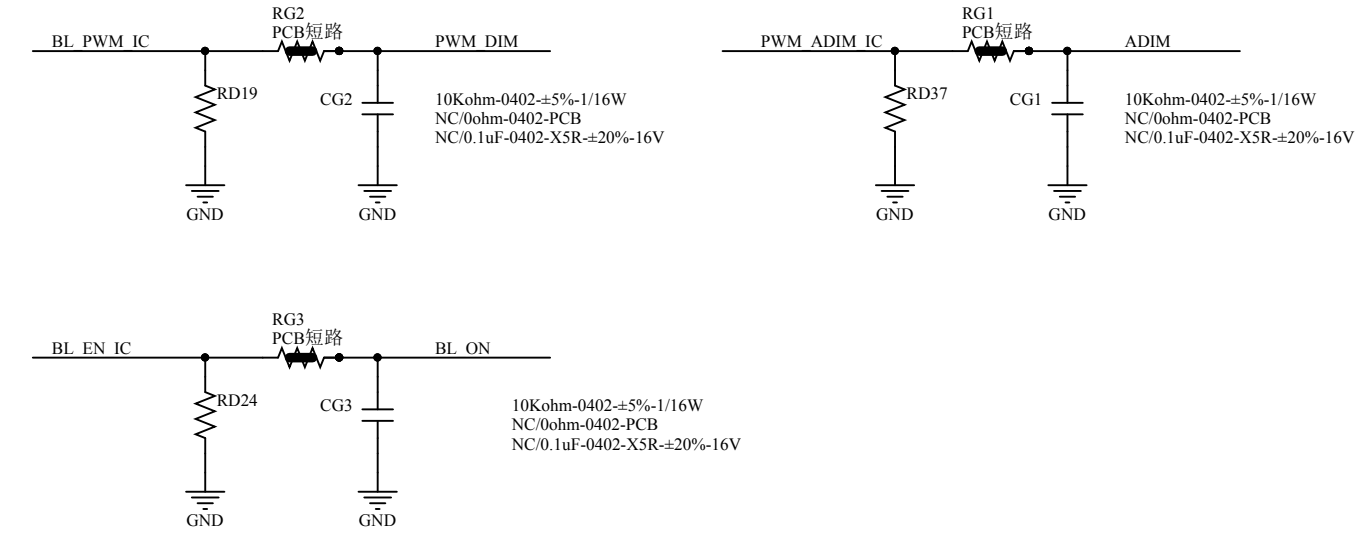 RG2
PCB短路
BL_PWM_IC
PWM_DIM
RD19
CG2
10Kohm-0402-±5%-1/16W
NC/0ohm-0402-PCB
NC/0.1uF-0402-X5R-±20%-16V
GND
GND
RG1
PCB短路
PWM_ADIM_IC
ADIM
RD37
CG1
10Kohm-0402-±5%-1/16W
NC/0ohm-0402-PCB
NC/0.1uF-0402-X5R-±20%-16V
GND
GND
RG3
PCB短路
BL_EN_IC
BL_ON
RD24
CG3
10Kohm-0402-±5%-1/16W
NC/0ohm-0402-PCB
NC/0.1uF-0402-X5R-±20%-16V
GND
GND